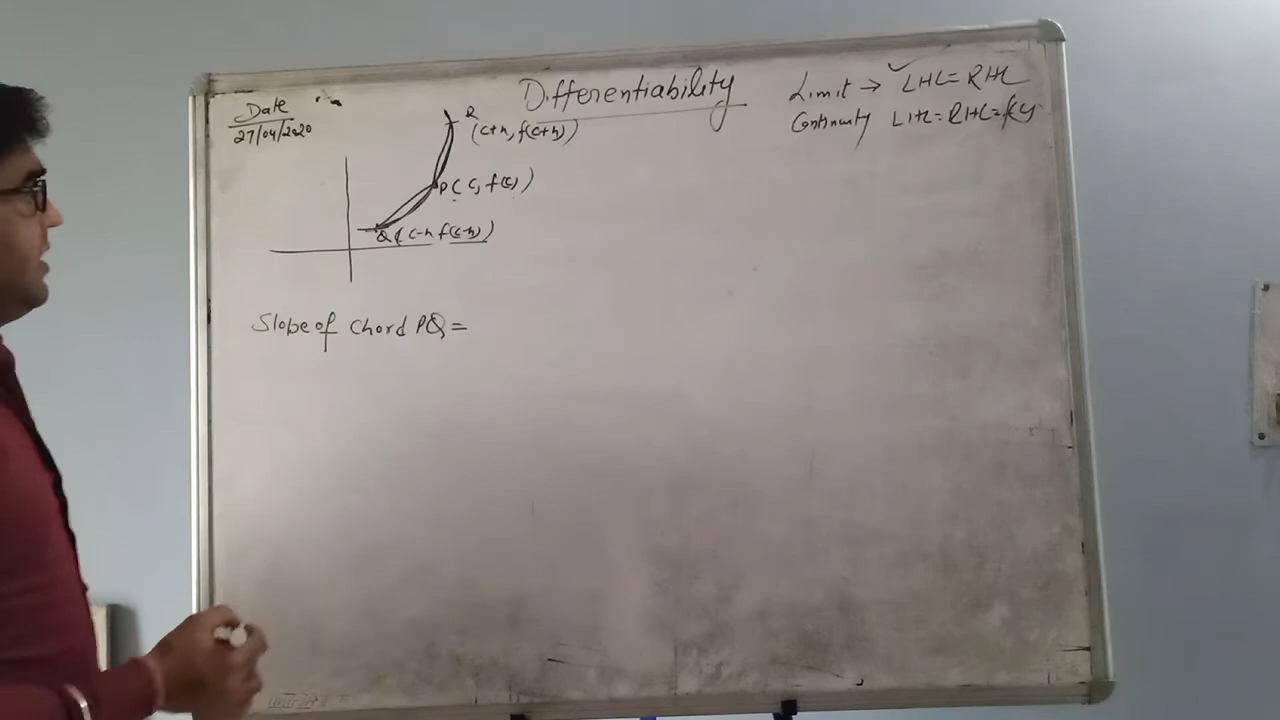 Differentiability
Date
27/04/2020
Limit → ✓ LHL = RHL
Continuity LHL = RHL = f(c)
R
(c+h, f(c+h))
P(c, f(c))
Q(c-h f(c-h))
Slope of chord PQ =